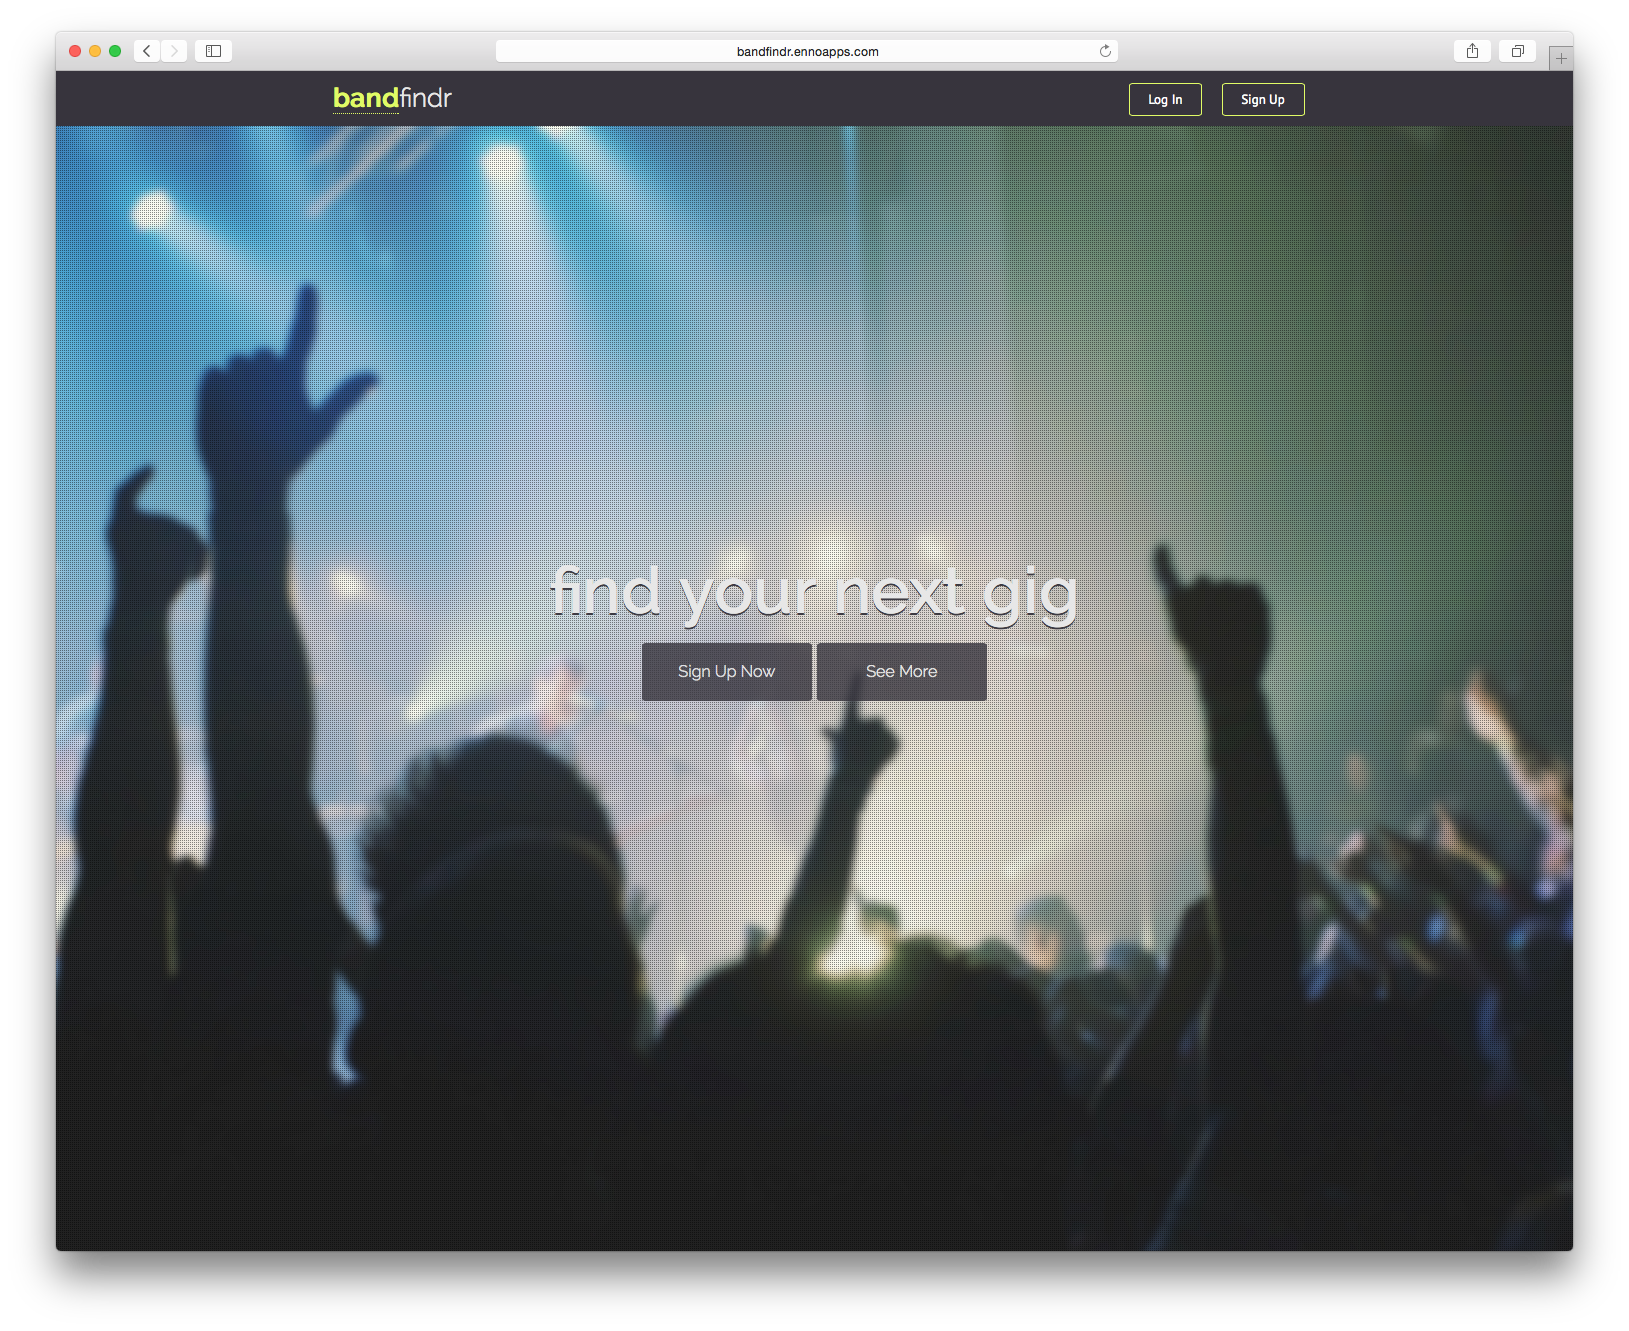 bandfindr.ennoapps.com
bandfindr
Log In
Sign Up
find your next gig
Sign Up Now
See More